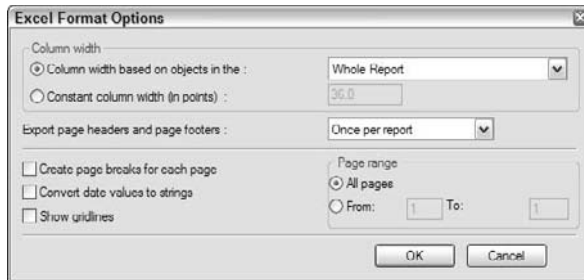 Excel Format Options
Column width
Column width based on objects in the :
Whole Report
Constant column width (in points) :
36.0
Export page headers and page footers :
Once per report
Create page breaks for each page
Convert date values to strings
Show gridlines
Page range
All pages
From: 1 To: 1
OK Cancel